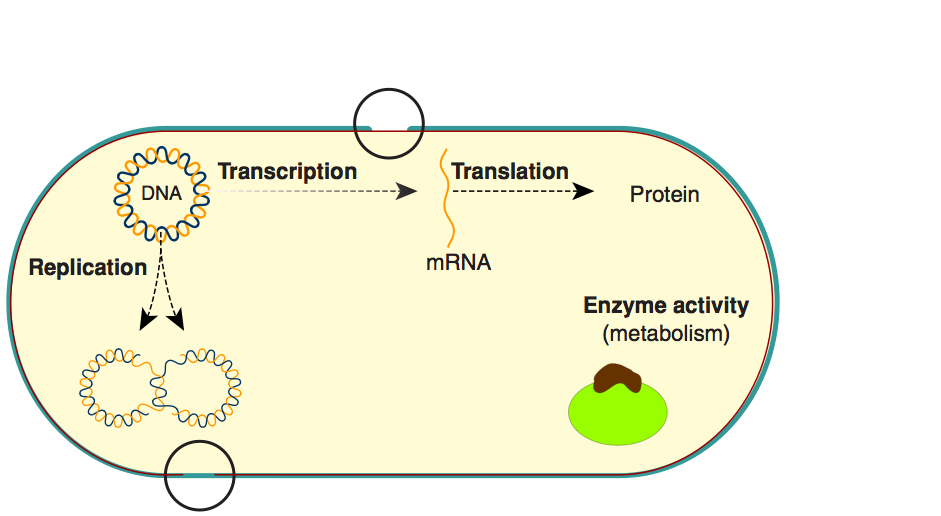 Transcription
Translation
DNA
Protein
mRNA
Replication
Enzyme activity
(metabolism)